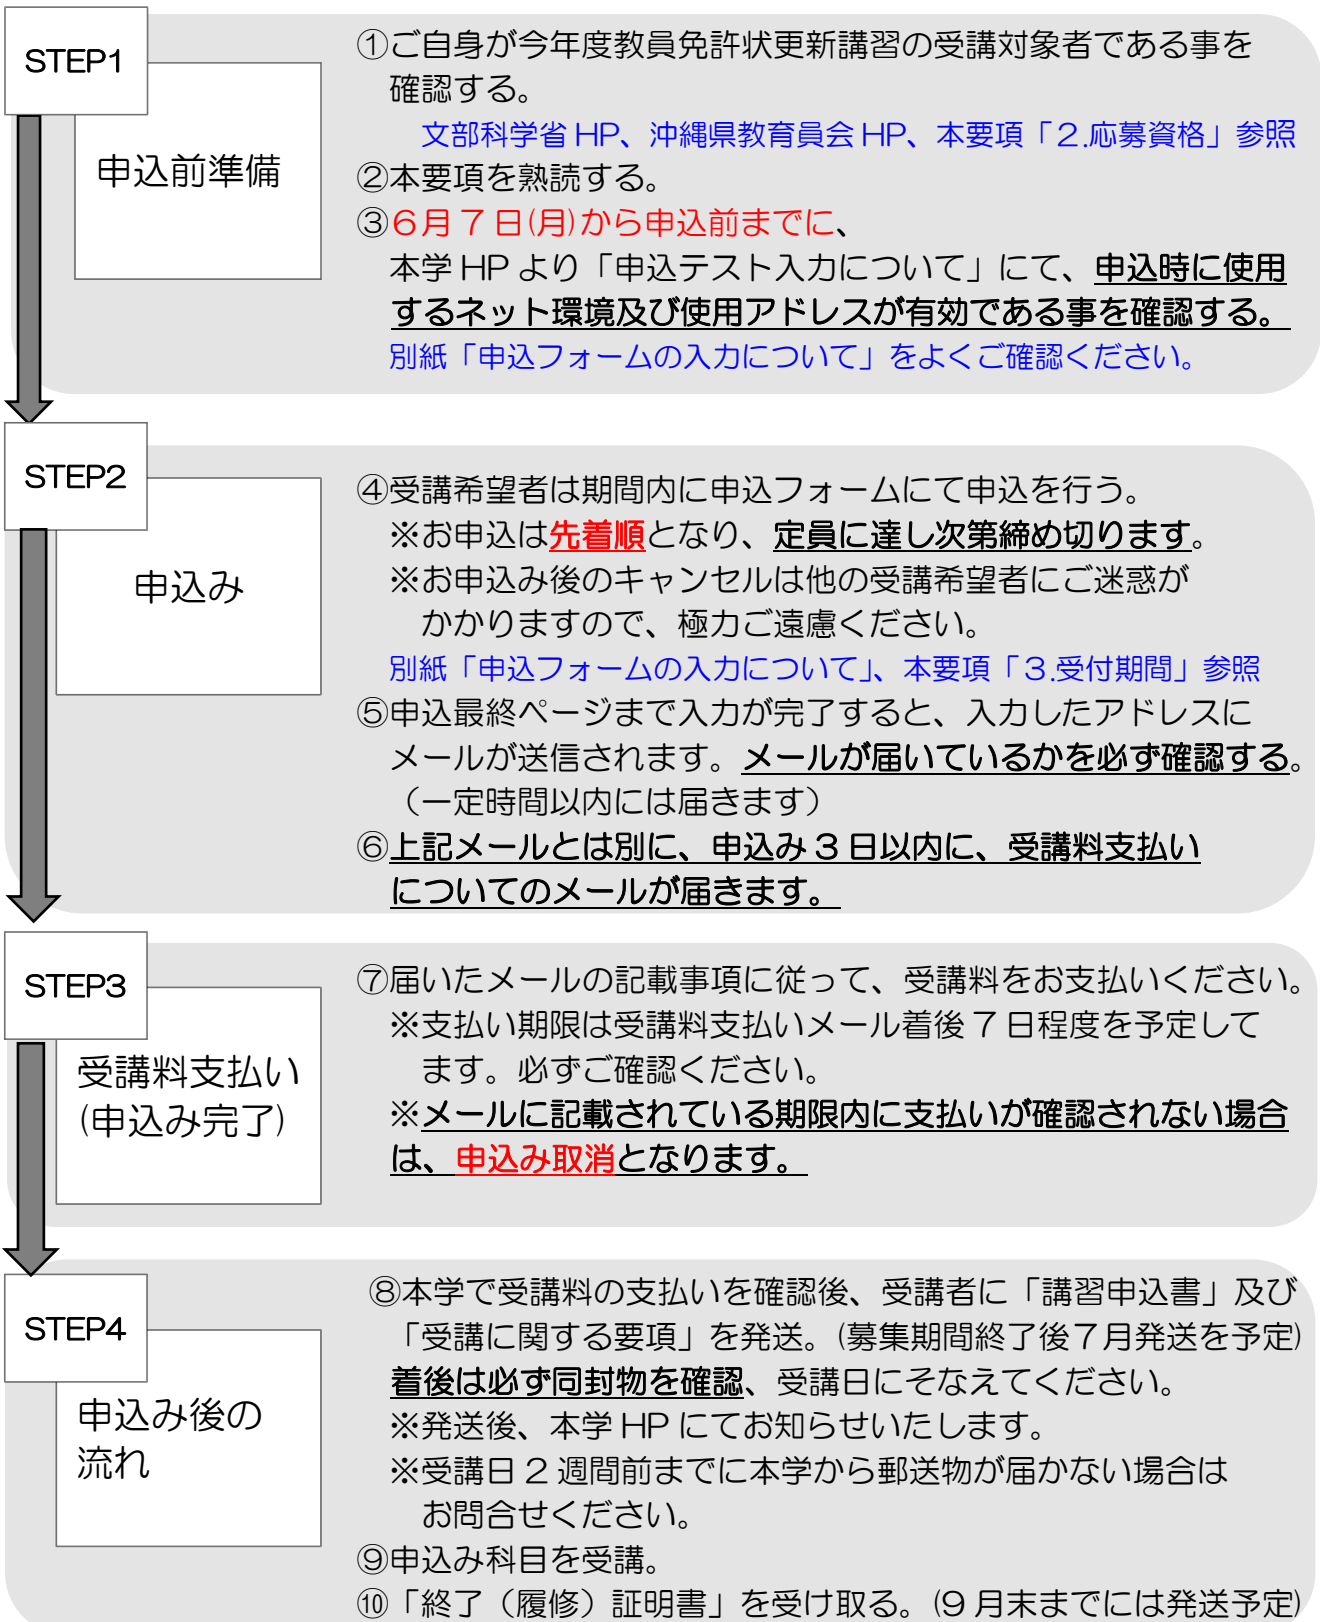 STEP1
申込前準備
①ご自身が今年度教員免許状更新講習の受講対象者である事を
確認する。
文部科学省 HP、沖縄県教育員会 HP、本要項「２.応募資格」参照
②本要項を熟読する。
③６月７日(月)から申込前までに、
本学 HP より「申込テスト入力について」にて、申込時に使用
するネット環境及び使用アドレスが有効である事を確認する。
別紙「申込フォームの入力について」をよくご確認ください。
STEP2
申込み
④受講希望者は期間内に申込フォームにて申込を行う。
※お申込は先着順となり、定員に達し次第締め切ります。
※お申込み後のキャンセルは他の受講希望者にご迷惑が
かかりますので、極力ご遠慮ください。
別紙「申込フォームの入力について」、本要項「３.受付期間」参照
⑤申込最終ページまで入力が完了すると、入力したアドレスに
メールが送信されます。メールが届いているかを必ず確認する。
（一定時間以内には届きます）
⑥上記メールとは別に、申込み３日以内に、受講料支払い
についてのメールが届きます。
STEP3
受講料支払い
(申込み完了)
⑦届いたメールの記載事項に従って、受講料をお支払いください。
※支払い期限は受講料支払いメール着後７日程度を予定して
ます。必ずご確認ください。
※メールに記載されている期限内に支払いが確認されない場合
は、申込み取消となります。
STEP4
申込み後の
流れ
⑧本学で受講料の支払いを確認後、受講者に「講習申込書」及び
「受講に関する要項」を発送。(募集期間終了後７月発送を予定)
着後は必ず同封物を確認、受講日にそなえてください。
※発送後、本学 HP にてお知らせいたします。
※受講日２週間前までに本学から郵送物が届かない場合は
お問合せください。
⑨申込み科目を受講。
⑩「終了（履修）証明書」を受け取る。(９月末までには発送予定)